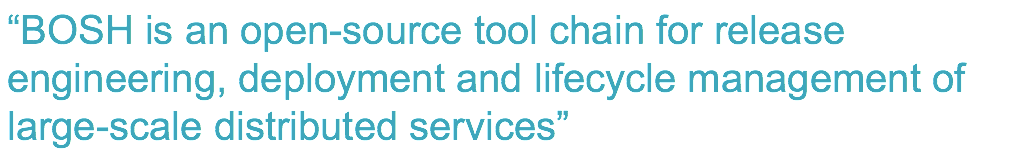 “BOSH is an open-source tool chain for release
engineering, deployment and lifecycle management of
large-scale distributed services”